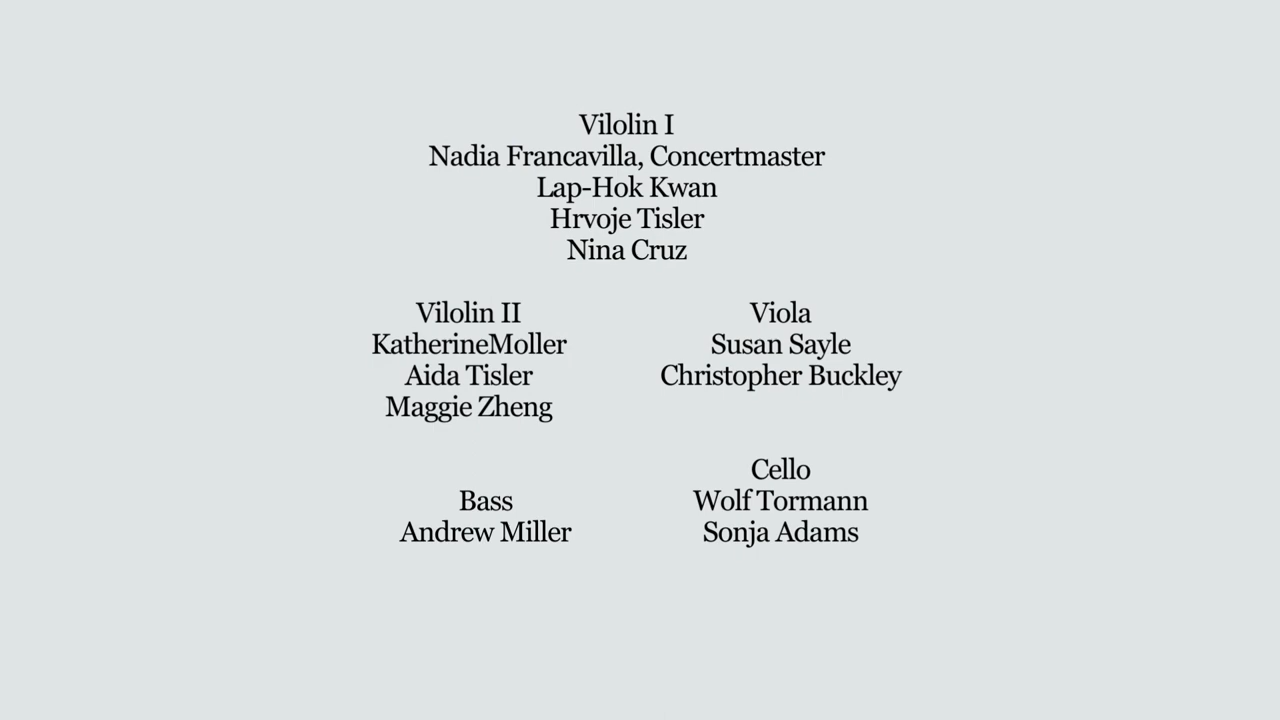 Vilolin I
Nadia Francavilla, Concertmaster
Lap-Hok Kwan
Hrvoje Tisler
Nina Cruz
Vilolin II
KatherineMoller
Aida Tisler
Maggie Zheng
Viola
Susan Sayle
Christopher Buckley
Bass
Andrew Miller
Cello
Wolf Tormann
Sonja Adams